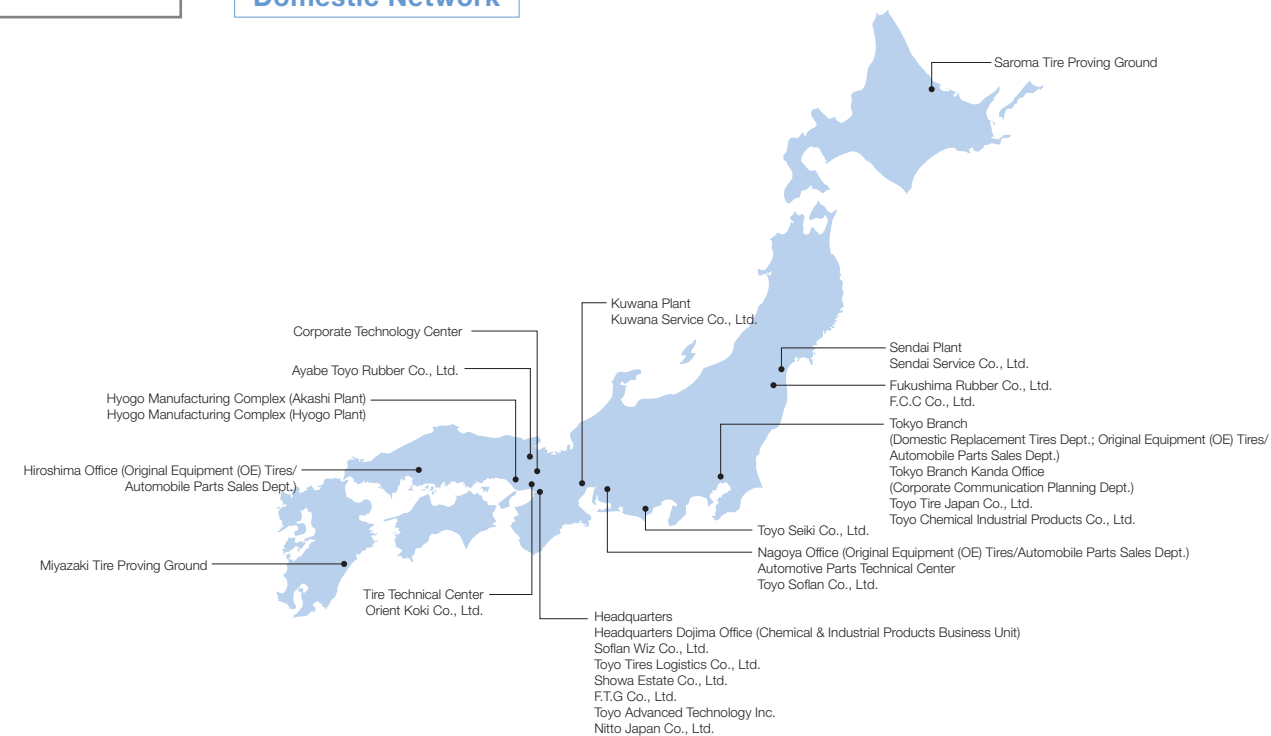 Domestic Network
Saroma Tire Proving Ground
Kuwana Plant
Kuwana Service Co., Ltd.
Corporate Technology Center
Ayabe Toyo Rubber Co., Ltd.
Hyogo Manufacturing Complex (Akashi Plant)
Hyogo Manufacturing Complex (Hyogo Plant)
Hiroshima Office (Original Equipment (OE) Tires/
Automobile Parts Sales Dept.)
Miyazaki Tire Proving Ground
Tire Technical Center
Orient Koki Co., Ltd.
Sendai Plant
Sendai Service Co., Ltd.
Fukushima Rubber Co., Ltd.
F.C.C Co., Ltd.
Tokyo Branch
(Domestic Replacement Tires Dept.; Original Equipment (OE) Tires/
Automobile Parts Sales Dept.)
Tokyo Branch Kanda Office
(Corporate Communication Planning Dept.)
Toyo Tire Japan Co., Ltd.
Toyo Chemical Industrial Products Co., Ltd.
Toyo Seiki Co., Ltd.
Nagoya Office (Original Equipment (OE) Tires/Automobile Parts Sales Dept.)
Automotive Parts Technical Center
Toyo Soflan Co., Ltd.
Headquarters
Headquarters Dojima Office (Chemical & Industrial Products Business Unit)
Soflan Wiz Co., Ltd.
Toyo Tires Logistics Co., Ltd.
Showa Estate Co., Ltd.
F.T.G Co., Ltd.
Toyo Advanced Technology Inc.
Nitto Japan Co., Ltd.